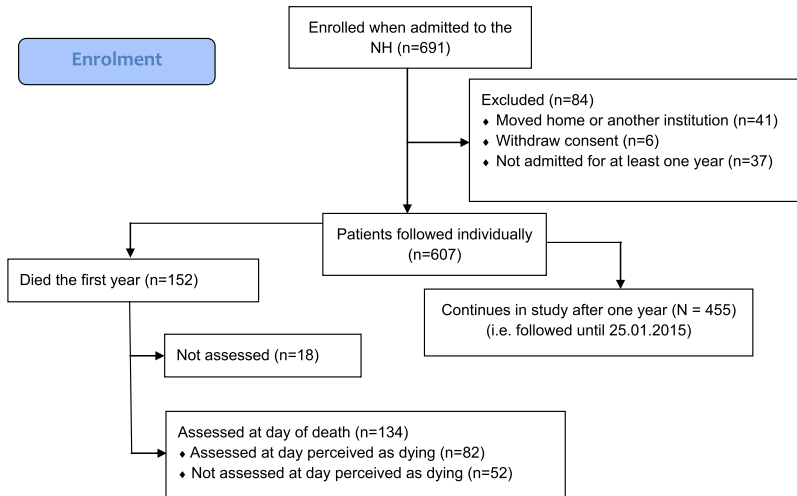 Enrolled when admitted to the
NH (n=691)
Enrolment
Excluded (n=84)
♦ Moved home or another institution (n=41)
♦ Withdraw consent (n=6)
♦ Not admitted for at least one year (n=37)
Patients followed individually
(n=607)
Died the first year (n=152)
Continues in study after one year (N = 455)
(i.e. followed until 25.01.2015)
Not assessed (n=18)
Assessed at day of death (n=134)
♦ Assessed at day perceived as dying (n=82)
♦ Not assessed at day perceived as dying (n=52)